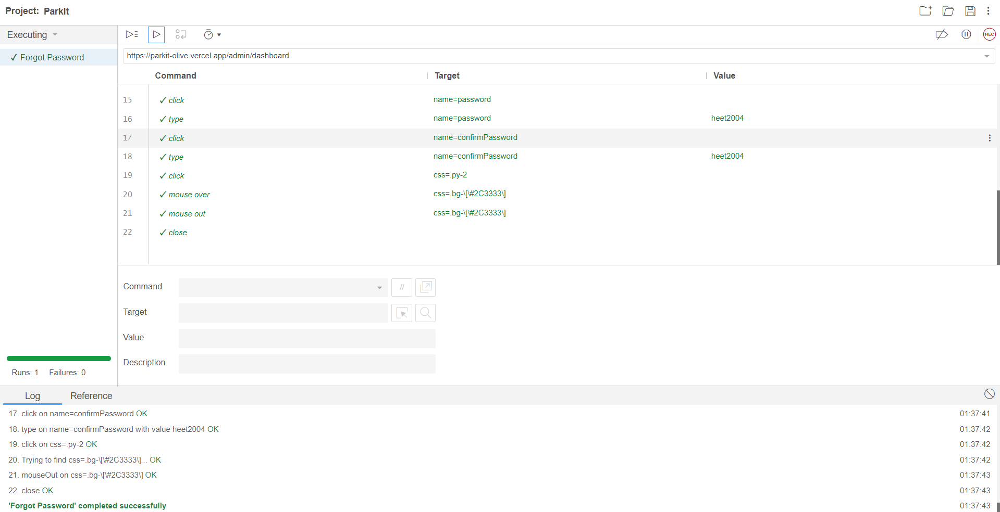 Project: ParkIt
Executing
REC
✓ Forgot Password
https://parkit-olive.vercel.app/admin/dashboard
Command Target Value
15 ✓ click name=password
16 ✓ type name=password heet2004
17 ✓ click name=confirmPassword
18 ✓ type name=confirmPassword heet2004
19 ✓ click css=.py-2
20 ✓ mouse over css=.bg-\[\#2C3333\]
21 ✓ mouse out css=.bg-\[\#2C3333\]
22 ✓ close
Command //
Target
Value
Description
Runs: 1 Failures: 0
Log Reference
17. click on name=confirmPassword OK 01:37:41
18. type on name=confirmPassword with value heet2004 OK 01:37:42
19. click on css=.py-2 OK 01:37:42
20. Trying to find css=.bg-\[\#2C3333\]... OK 01:37:42
21. mouseOut on css=.bg-\[\#2C3333\] OK 01:37:43
22. close OK 01:37:43
'Forgot Password' completed successfully 01:37:43